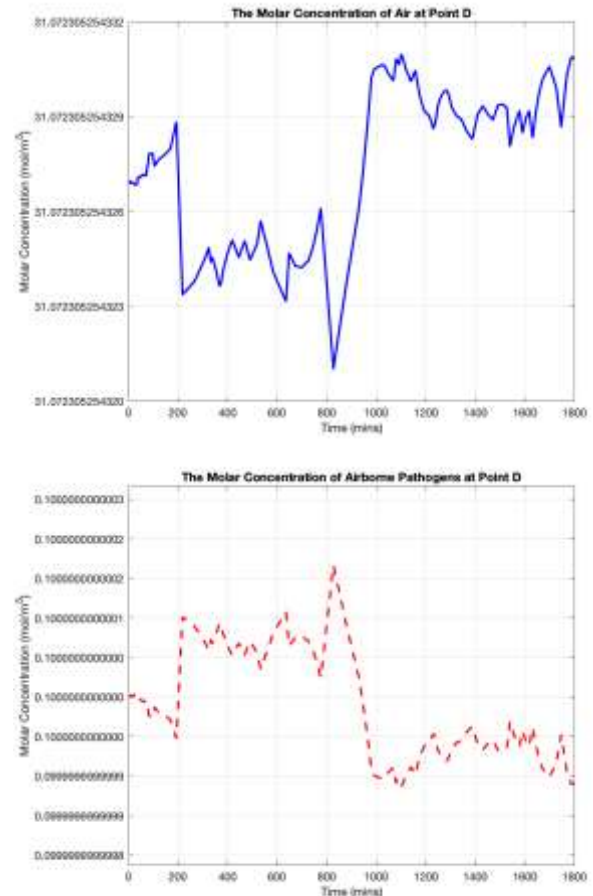 The Molar Concentration of Air at Point D
31.072305254332
31.072305254329
31.072305254326
31.072305254323
31.072305254320
Molar Concentration (mol/m³)
0 200 400 600 800 1000 1200 1400 1600 1800
Time (mins)
The Molar Concentration of Airborne Pathogens at Point D
0.1000000000003
0.1000000000002
0.1000000000002
0.1000000000001
0.1000000000000
0.1000000000000
0.1000000000000
0.0999999999999
0.0999999999999
0.0999999999998
Molar Concentration (mol/m³)
0 200 400 600 800 1000 1200 1400 1600 1800
Time (mins)